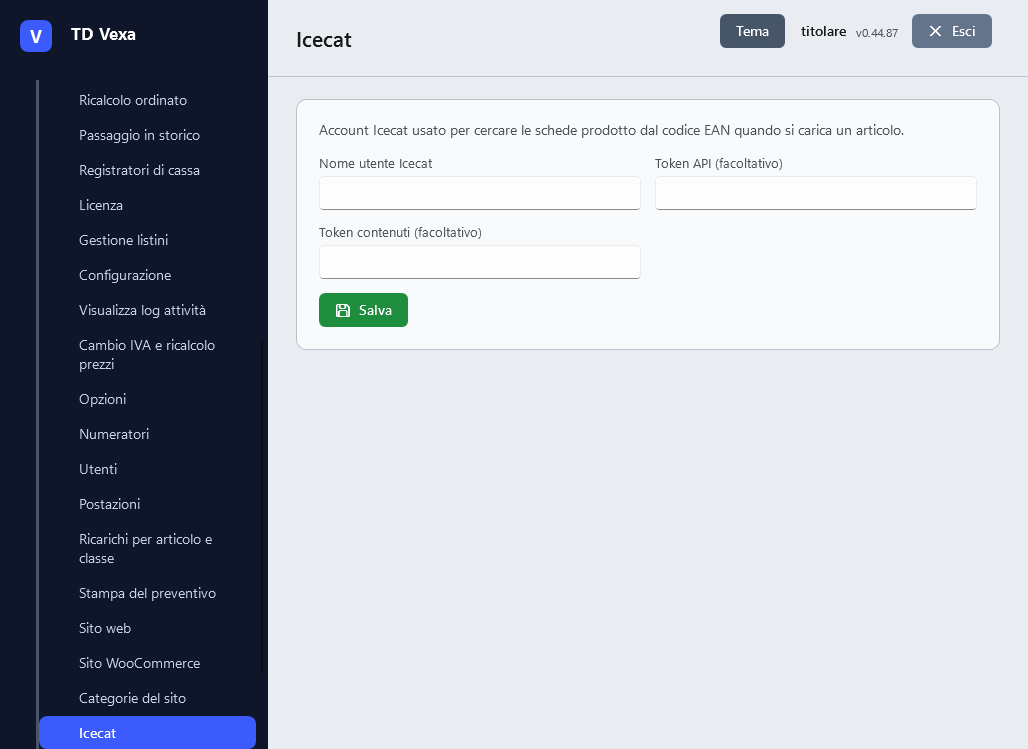 V
TD Vexa
Ricalcolo ordinato
Passaggio in storico
Registratori di cassa
Licenza
Gestione listini
Configurazione
Visualizza log attività
Cambio IVA e ricalcolo
prezzi
Opzioni
Numeratori
Utenti
Postazioni
Ricarichi per articolo e
classe
Stampa del preventivo
Sito web
Sito WooCommerce
Categorie del sito
Icecat
Icecat
Tema
titolare
v0.44.87
Esci
Account Icecat usato per cercare le schede prodotto dal codice EAN quando si carica un articolo.
Nome utente Icecat
Token API (facoltativo)
Token contenuti (facoltativo)
Salva